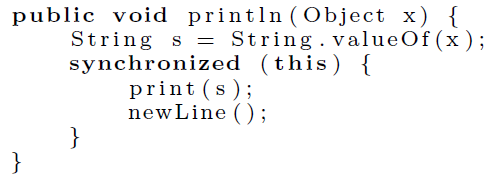 public void println(Object x) {
    String s = String.valueOf(x);
    synchronized (this) {
        print(s);
        newLine();
    }
}